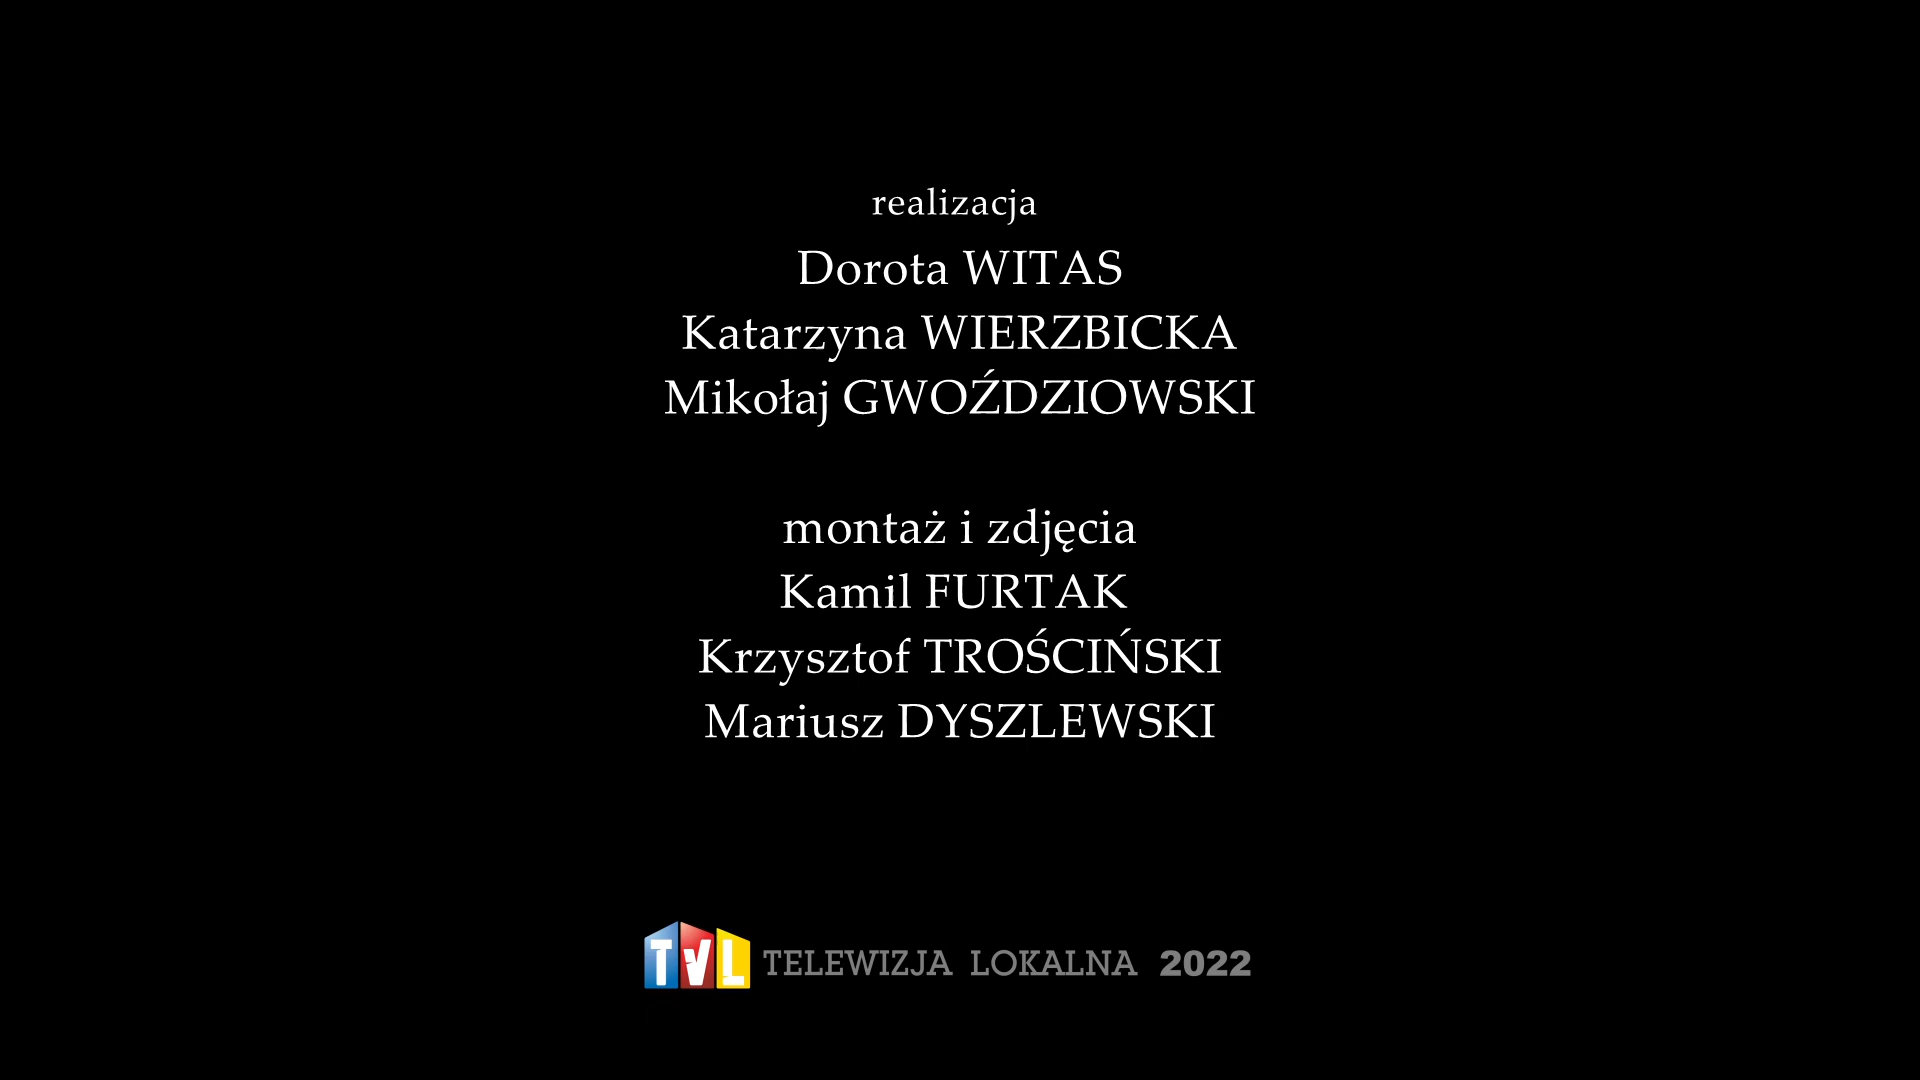 realizacja
Dorota WITAS
Katarzyna WIERZBICKA
Mikołaj GWOŹDZIOWSKI
montaż i zdjęcia
Kamil FURTAK
Krzysztof TROŚCIŃSKI
Mariusz DYSZLEWSKI
TVL TELEWIZJA LOKALNA 2022